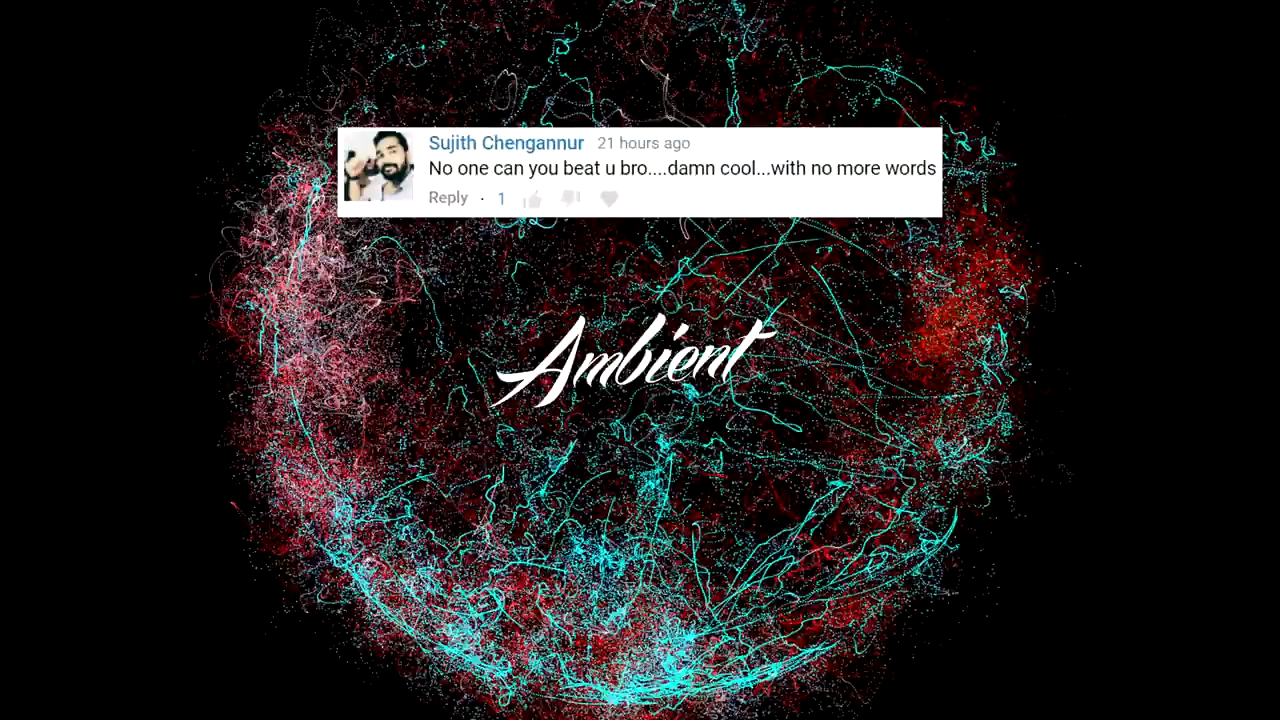 Sujith Chengannur 21 hours ago
No one can you beat u bro....damn cool...with no more words
Reply · 1
Ambient